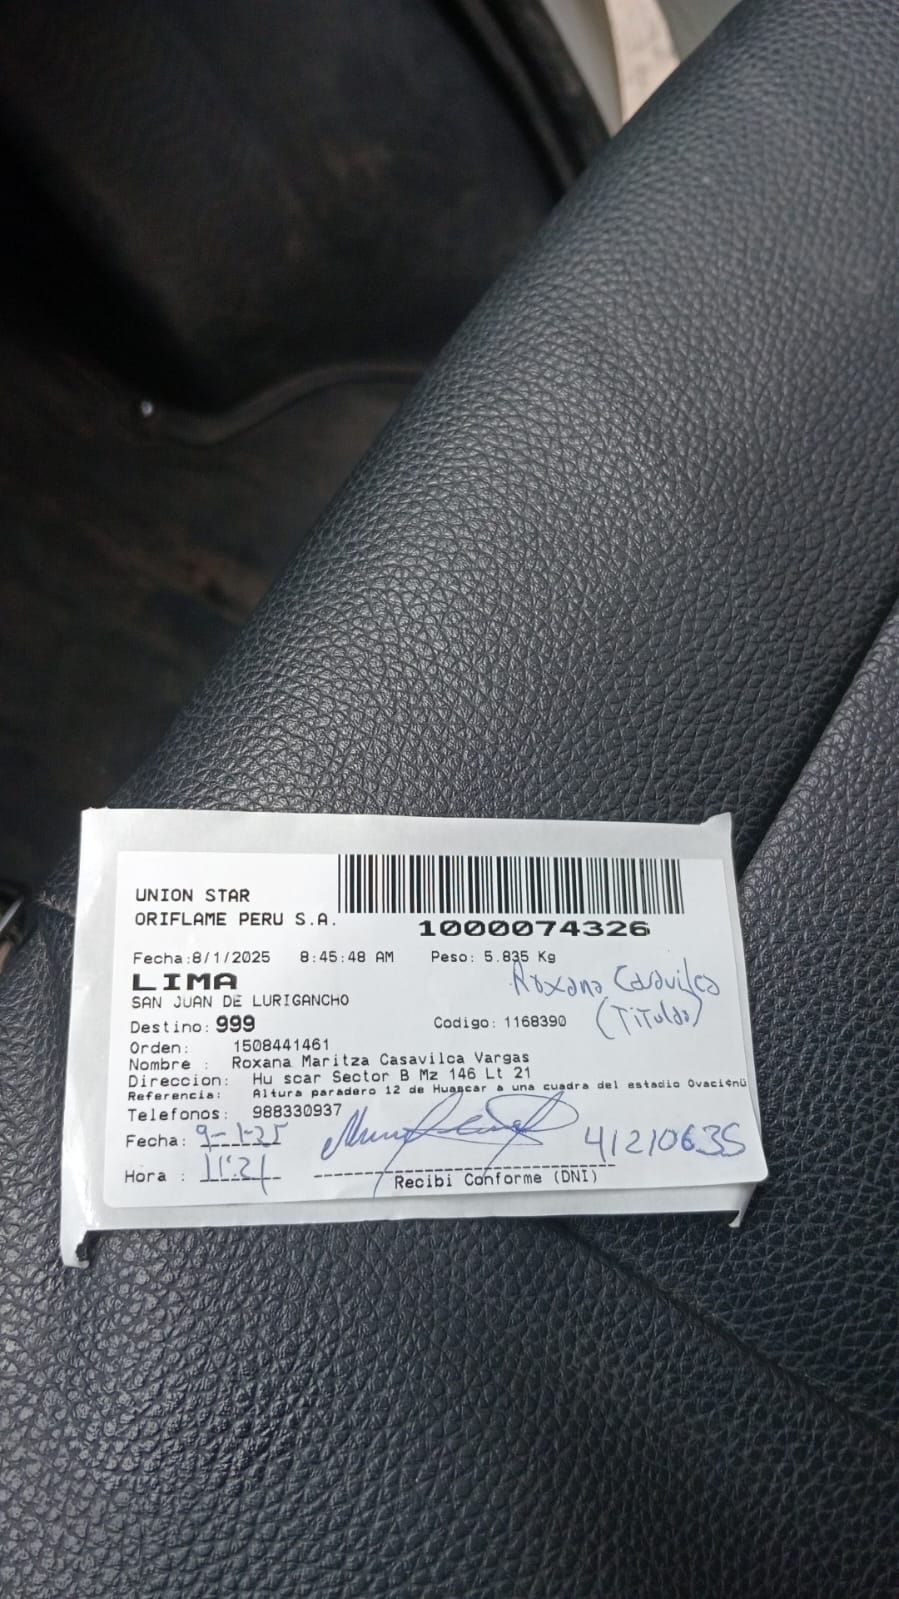 UNION STAR
ORIFLAME PERU S.A.
1000074326
Fecha:8/1/2025 8:45:48 AM Peso: 5.835 Kg
LIMA
Roxana Casavilca
SAN JUAN DE LURIGANCHO
(Titular)
Destino: 999 Codigo: 1168390
Orden: 1508441461
Nombre : Roxana Maritza Casavilca Vargas
Direccion: Hu scar Sector B Mz 146 Lt 21
Referencia: Altura paradero 12 de Huascar a una cuadra del estadio Ovaci¢nü
Telefonos: 988330937
Fecha: 9-1-25
41210635
Hora : 11:21
Recibi Conforme (DNI)